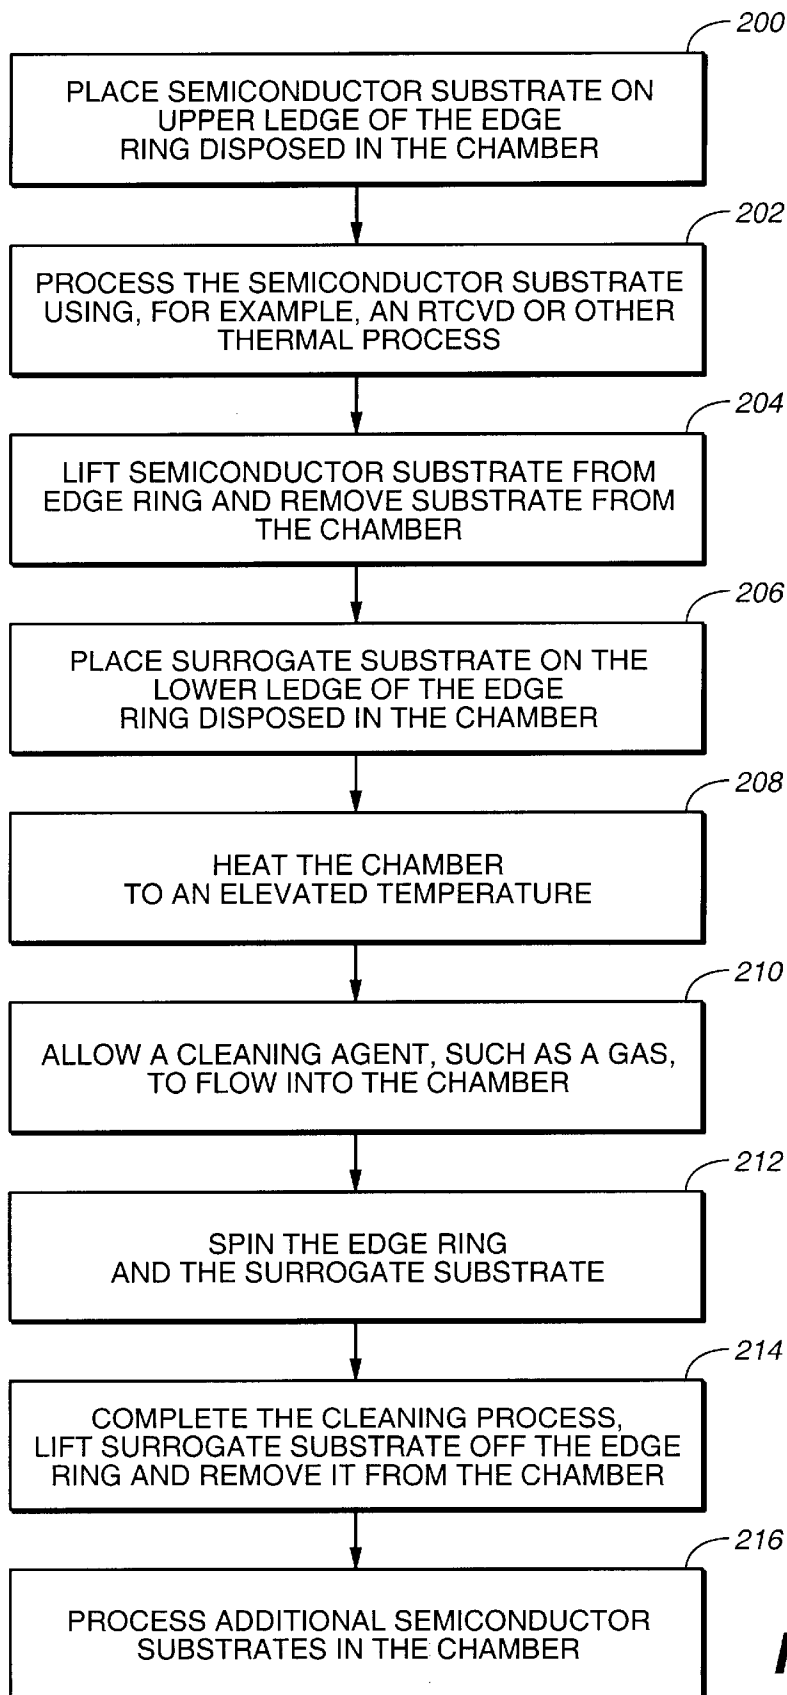 200
PLACE SEMICONDUCTOR SUBSTRATE ON
UPPER LEDGE OF THE EDGE
RING DISPOSED IN THE CHAMBER
202
PROCESS THE SEMICONDUCTOR SUBSTRATE
USING, FOR EXAMPLE, AN RTCVD OR OTHER
THERMAL PROCESS
204
LIFT SEMICONDUCTOR SUBSTRATE FROM
EDGE RING AND REMOVE SUBSTRATE FROM
THE CHAMBER
206
PLACE SURROGATE SUBSTRATE ON THE
LOWER LEDGE OF THE EDGE
RING DISPOSED IN THE CHAMBER
208
HEAT THE CHAMBER
TO AN ELEVATED TEMPERATURE
210
ALLOW A CLEANING AGENT, SUCH AS A GAS,
TO FLOW INTO THE CHAMBER
212
SPIN THE EDGE RING
AND THE SURROGATE SUBSTRATE
214
COMPLETE THE CLEANING PROCESS,
LIFT SURROGATE SUBSTRATE OFF THE EDGE
RING AND REMOVE IT FROM THE CHAMBER
216
PROCESS ADDITIONAL SEMICONDUCTOR
SUBSTRATES IN THE CHAMBER